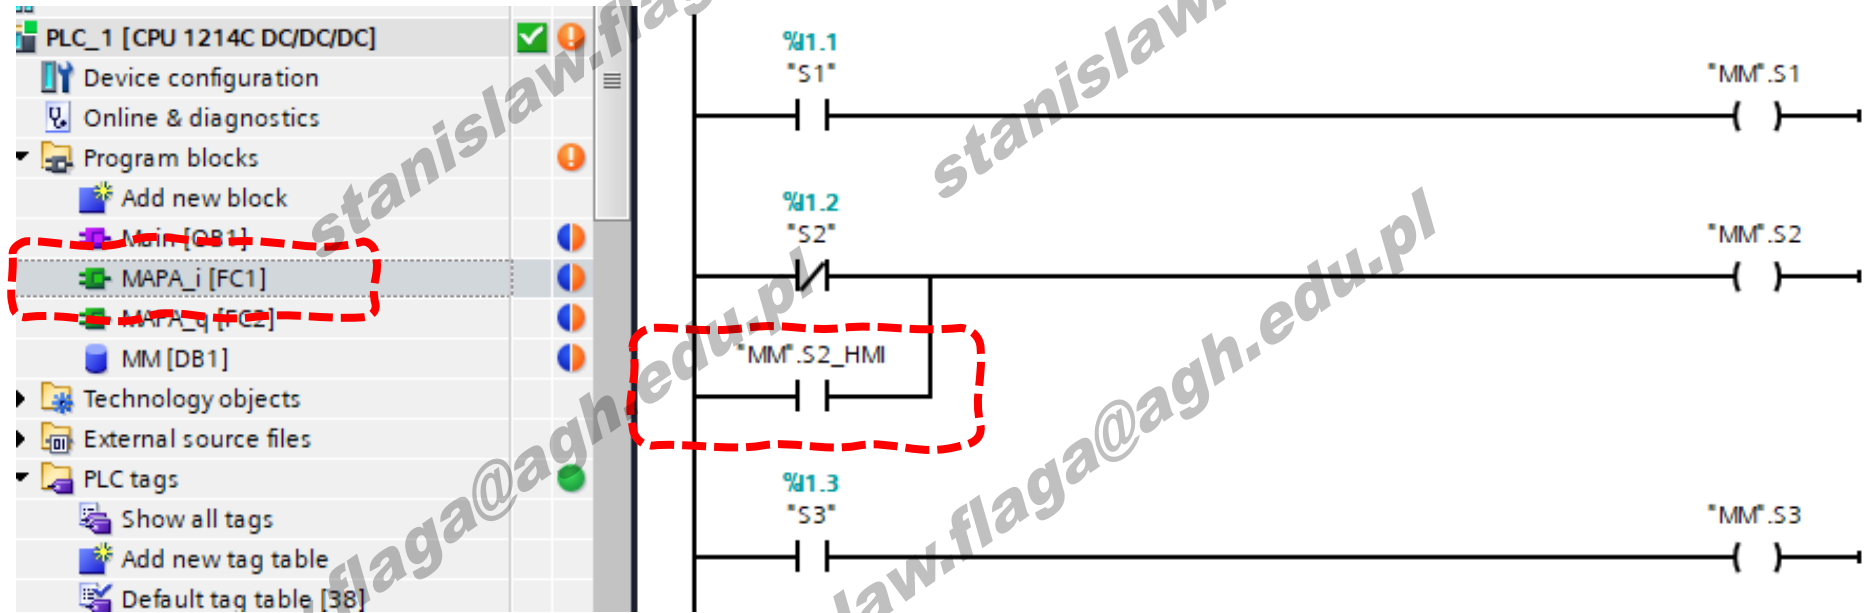 PLC_1 [CPU 1214C DC/DC/DC]
Device configuration
Online & diagnostics
Program blocks
Add new block
Main [OB1]
MAPA_i [FC1]
MAPA_q [FC2]
MM [DB1]
Technology objects
External source files
PLC tags
Show all tags
Add new tag table
Default tag table [38]
%I1.1
"S1"
"MM".S1
%I1.2
"S2"
"MM".S2
"MM".S2_HMI
%I1.3
"S3"
"MM".S3
stanislaw.flaga@agh.edu.pl
stanislaw.flaga@agh.edu.pl